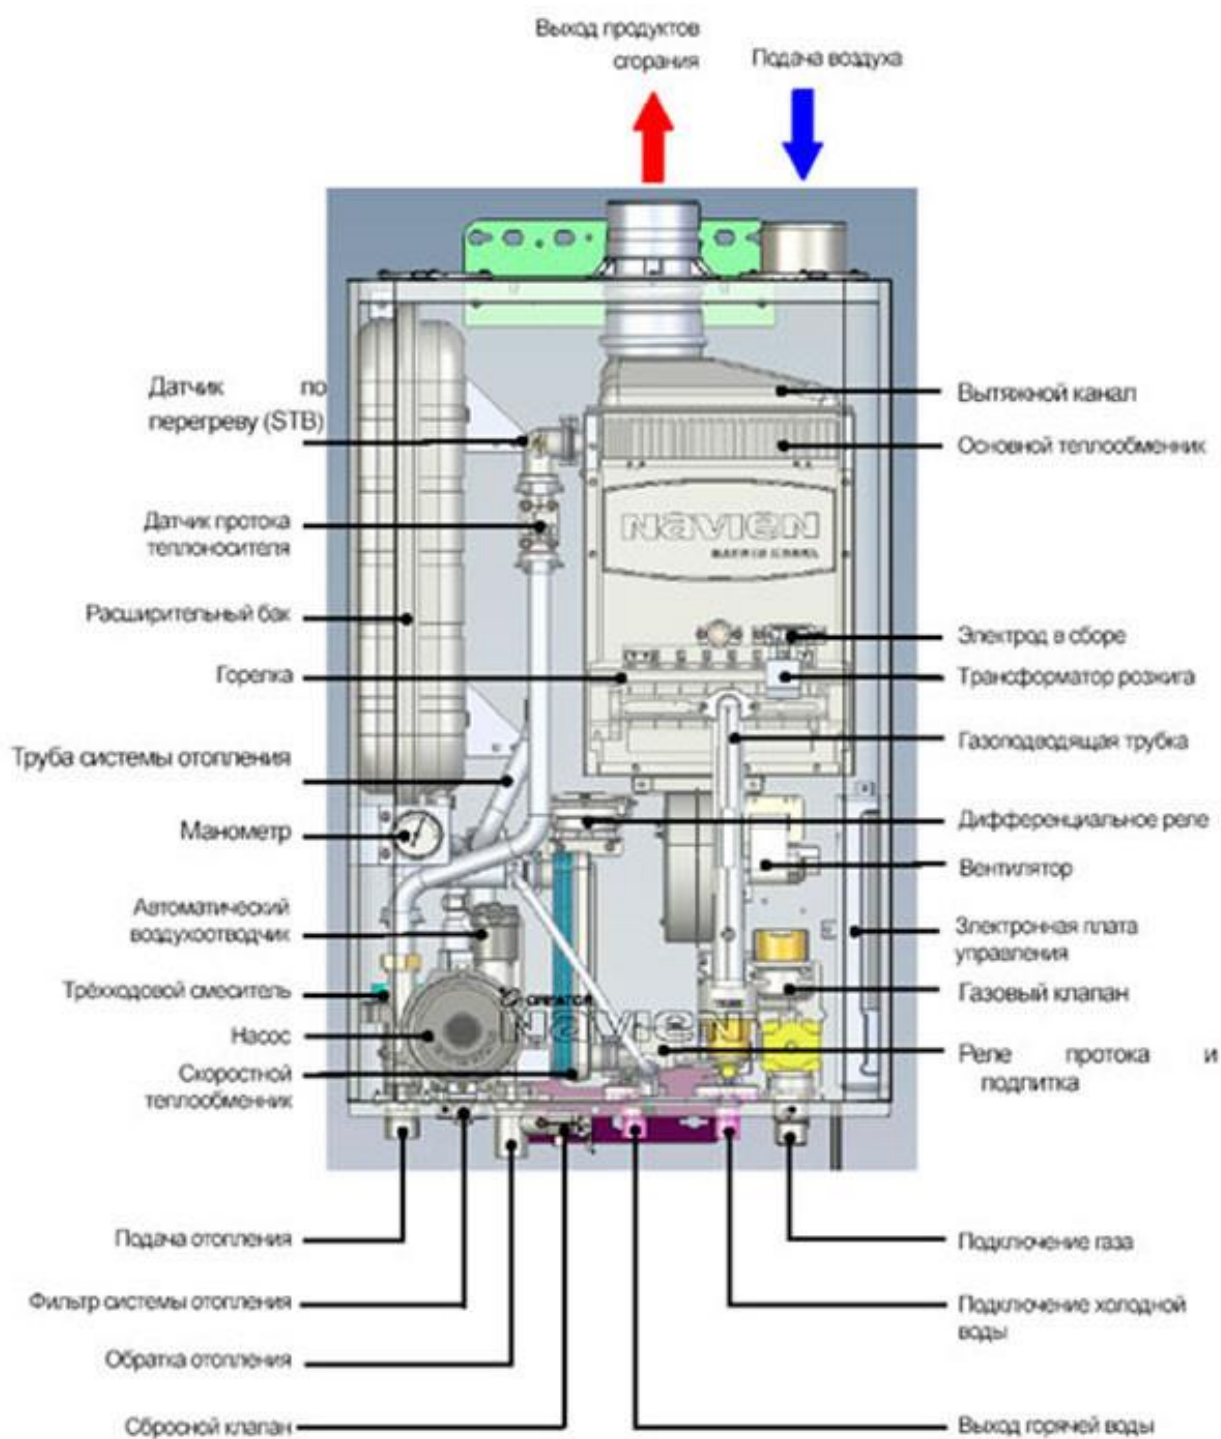 Выход продуктов
сгорания
Подача воздуха
Датчик по
перегреву (STB)
Датчик протока
теплоносителя
Расширительный бак
Горелка
Труба системы отопления
Манометр
Автоматический
воздухоотводчик
Трёхходовой смеситель
Насос
Скоростной
теплообменник
Подача отопления
Фильтр системы отопления
Обратка отопления
Сбросной клапан
NAVIEN
CREATOR
NAVIEN
Вытяжной канал
Основной теплообменник
Электрод в сборе
Трансформатор розжига
Газоподводящая трубка
Дифференциальное реле
Вентилятор
Электронная плата
управления
Газовый клапан
Реле протока и
подпитка
Подключение газа
Подключение холодной
воды
Выход горячей воды